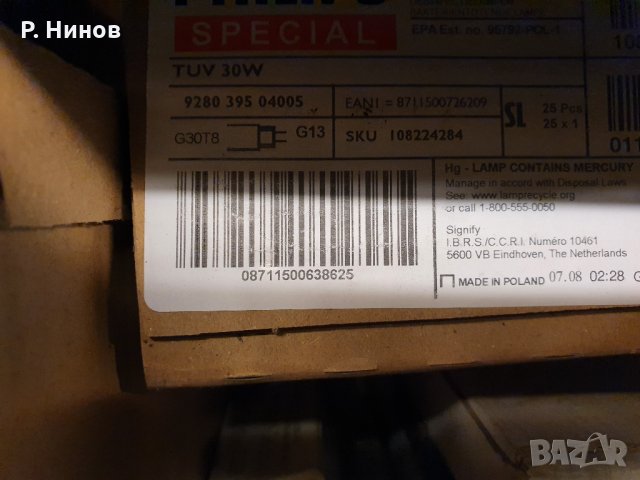 Р. Нинов
SPECIAL
EPA Est. no. 95797-POL-1
TUV 30W
9280 395 04005
EAN1 = 8711500726209
SL
25 Pcs
25 x 1
G30T8
G13
SKU 108224284
011
Hg - LAMP CONTAINS MERCURY
Manage in accord with Disposal Laws
See: www.lamprecycle.org
or call 1-800-555-0050
Signify
I.B.R.S./C.C.R.I. Numéro 10461
5600 VB Eindhoven, The Netherlands
08711500638625
MADE IN POLAND 07.08 02:28 G
BAZAR